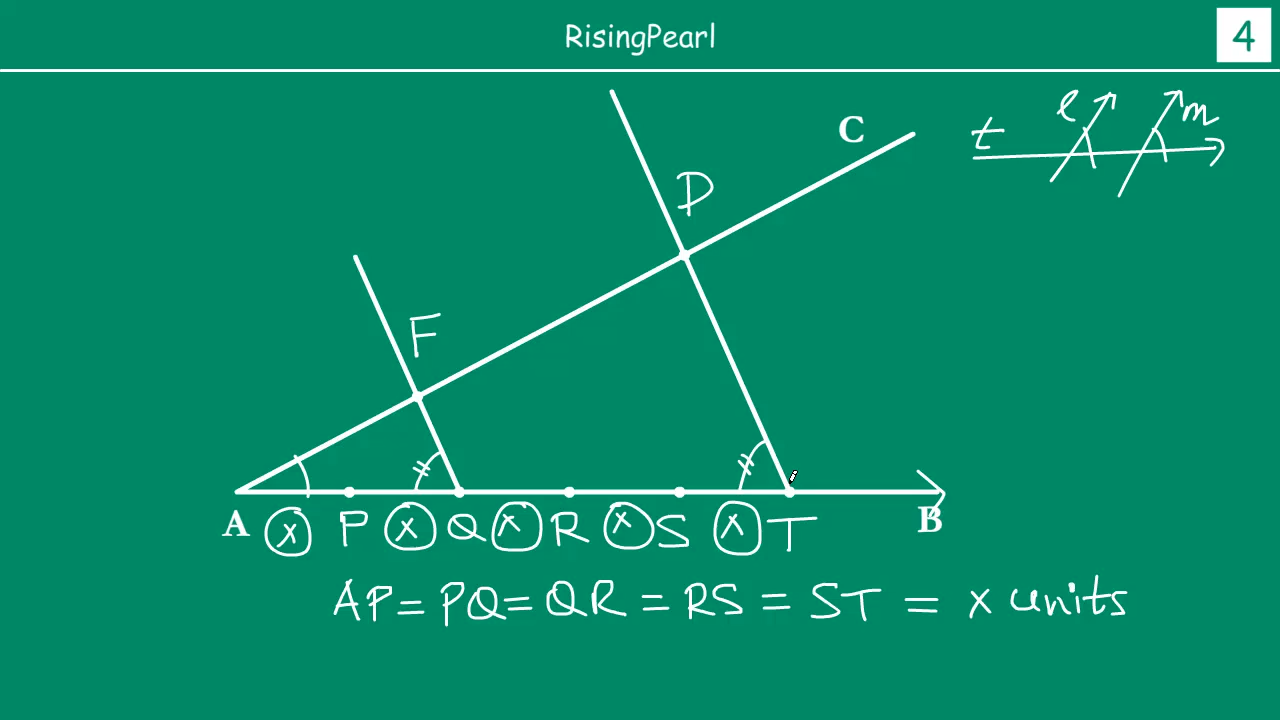 RisingPearl
4
t l m
C
D
F
A x P x Q x R x S x T B
AP = PQ = QR = RS = ST = x units